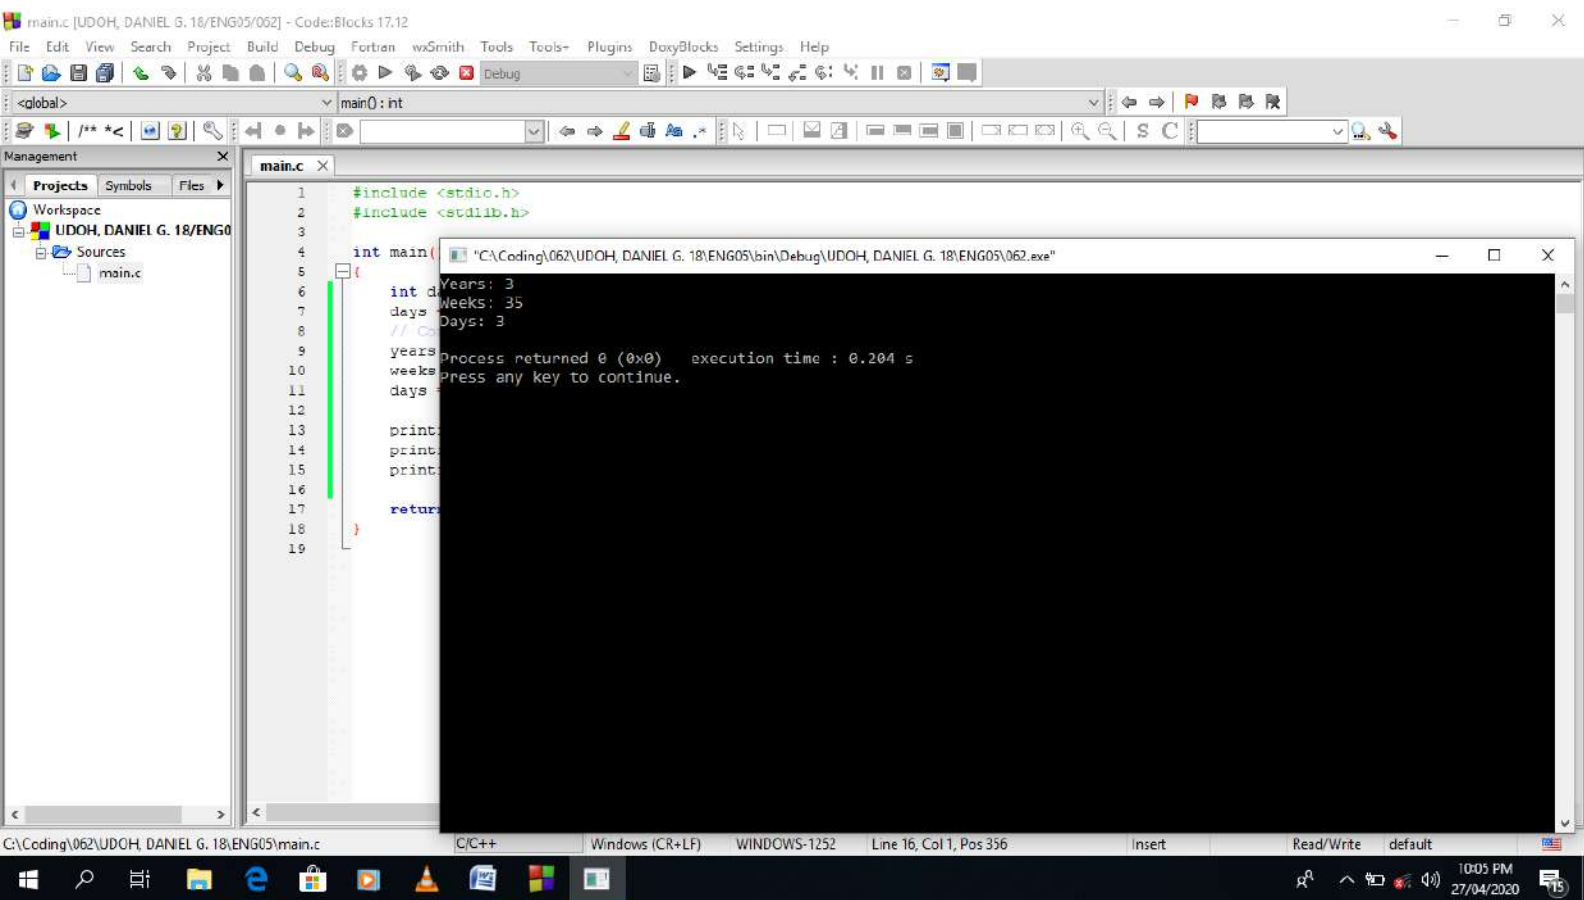 main.c [UDOH, DANIEL G. 18/ENG05/062] - Code::Blocks 17.12
File Edit View Search Project Build Debug Fortran wxSmith Tools Tools+ Plugins DoxyBlocks Settings Help
Debug
<global> main() : int
/** *< Aa .* S C
Management
Projects Symbols Files
Workspace
UDOH, DANIEL G. 18/ENG0
Sources
main.c
main.c
1 #include <stdio.h>
2 #include <stdlib.h>
3
4 int main(
5 {
6 int da
7 days =
8 // Co
9 years
10 weeks
11 days =
12
13 print
14 print
15 print
16
17 retur
18 }
19
"C:\Coding\062\UDOH, DANIEL G. 18\ENG05\bin\Debug\UDOH, DANIEL G. 18\ENG05\062.exe"
Years: 3
Weeks: 35
Days: 3
Process returned 0 (0x0) execution time : 0.204 s
Press any key to continue.
C:\Coding\062\UDOH, DANIEL G. 18\ENG05\main.c C/C++ Windows (CR+LF) WINDOWS-1252 Line 16, Col 1, Pos 356 Insert Read/Write default
10:05 PM
27/04/2020
15